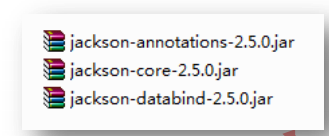 jackson-annotations-2.5.0.jar
jackson-core-2.5.0.jar
jackson-databind-2.5.0.jar